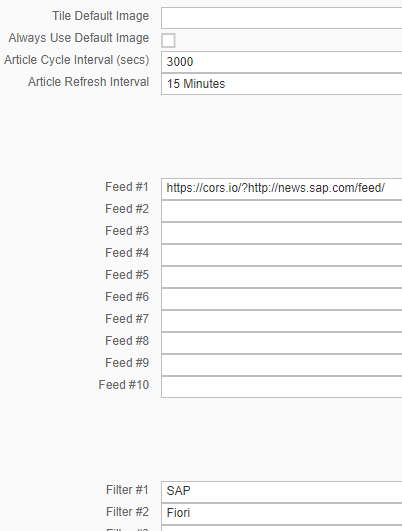 Tile Default Image
Always Use Default Image
Article Cycle Interval (secs) 3000
Article Refresh Interval 15 Minutes
Feed #1 https://cors.io/?http://news.sap.com/feed/
Feed #2
Feed #3
Feed #4
Feed #5
Feed #6
Feed #7
Feed #8
Feed #9
Feed #10
Filter #1 SAP
Filter #2 Fiori